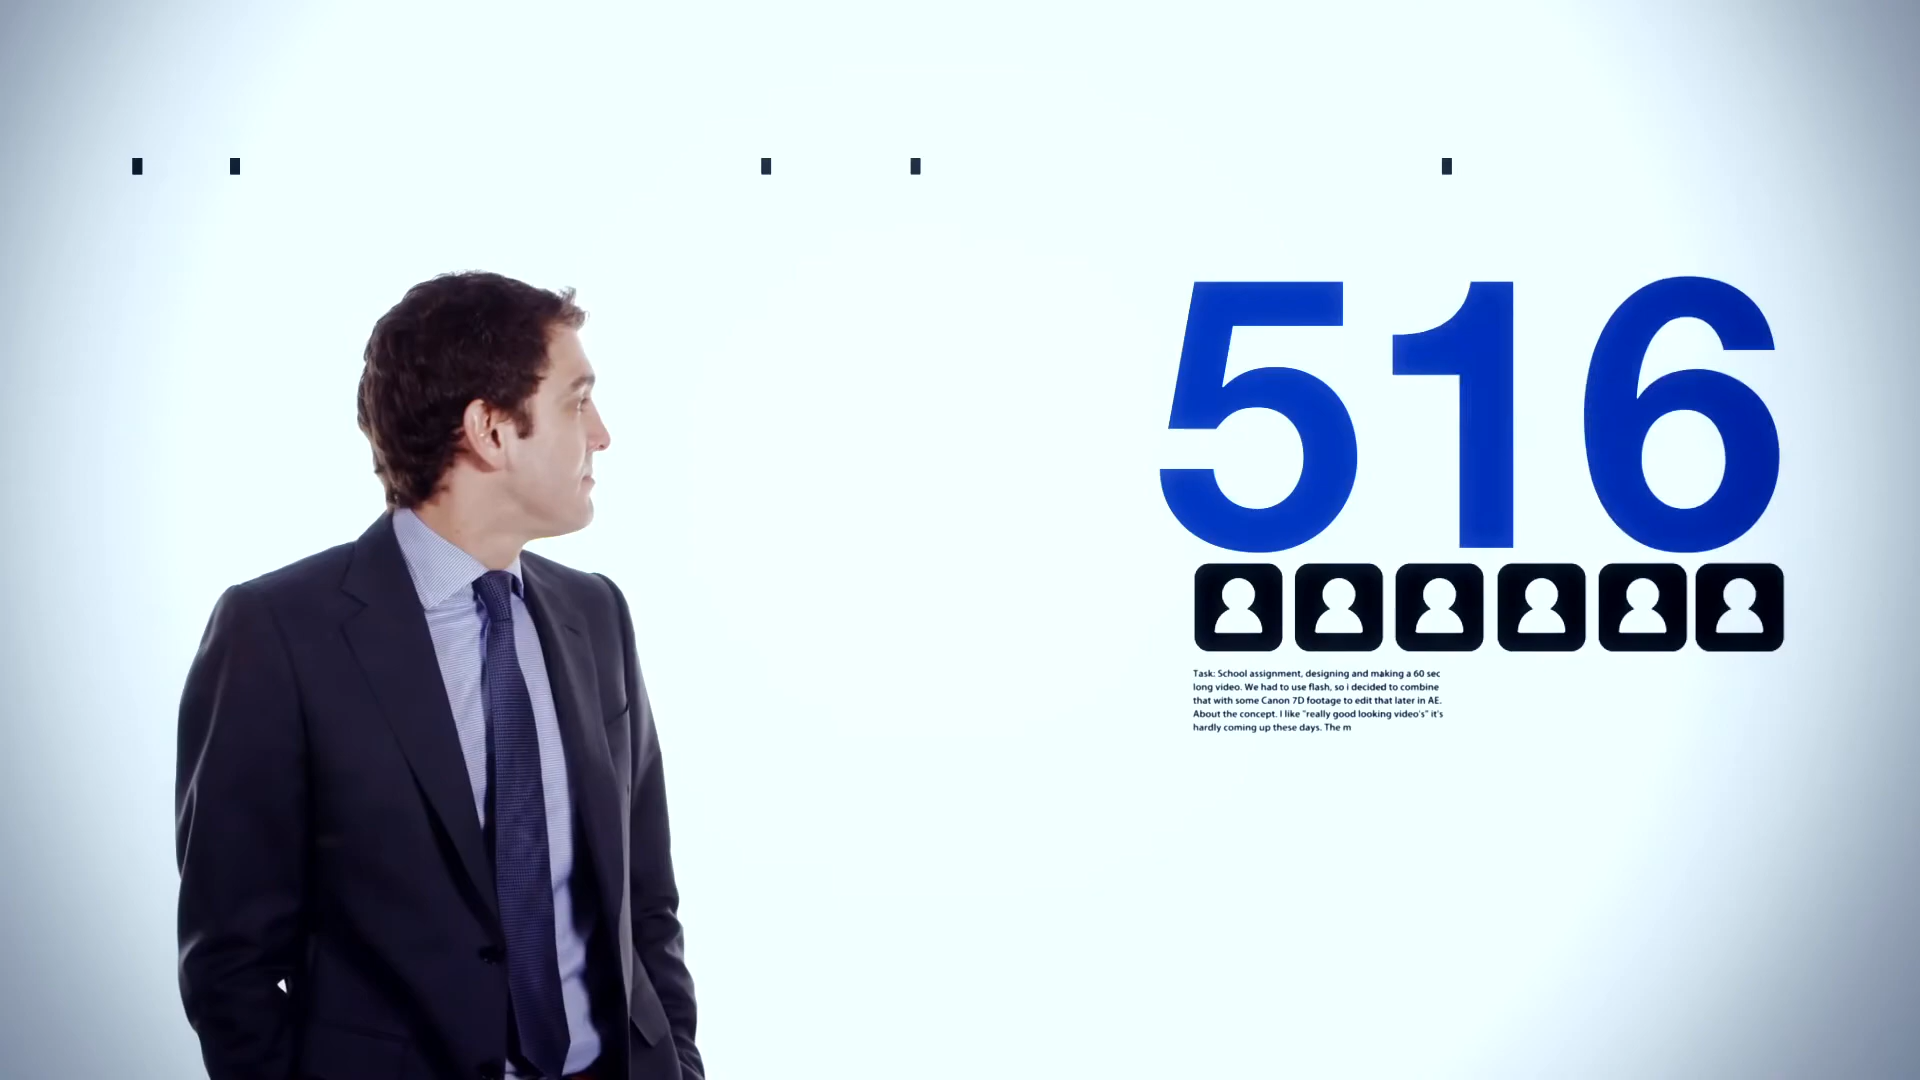 516
Task: School assignment, designing and making a 60 sec
long video. We had to use flash, so i decided to combine
that with some Canon 7D footage to edit that later in AE.
About the concept. I like "really good looking video's" it's
hardly coming up these days. The m